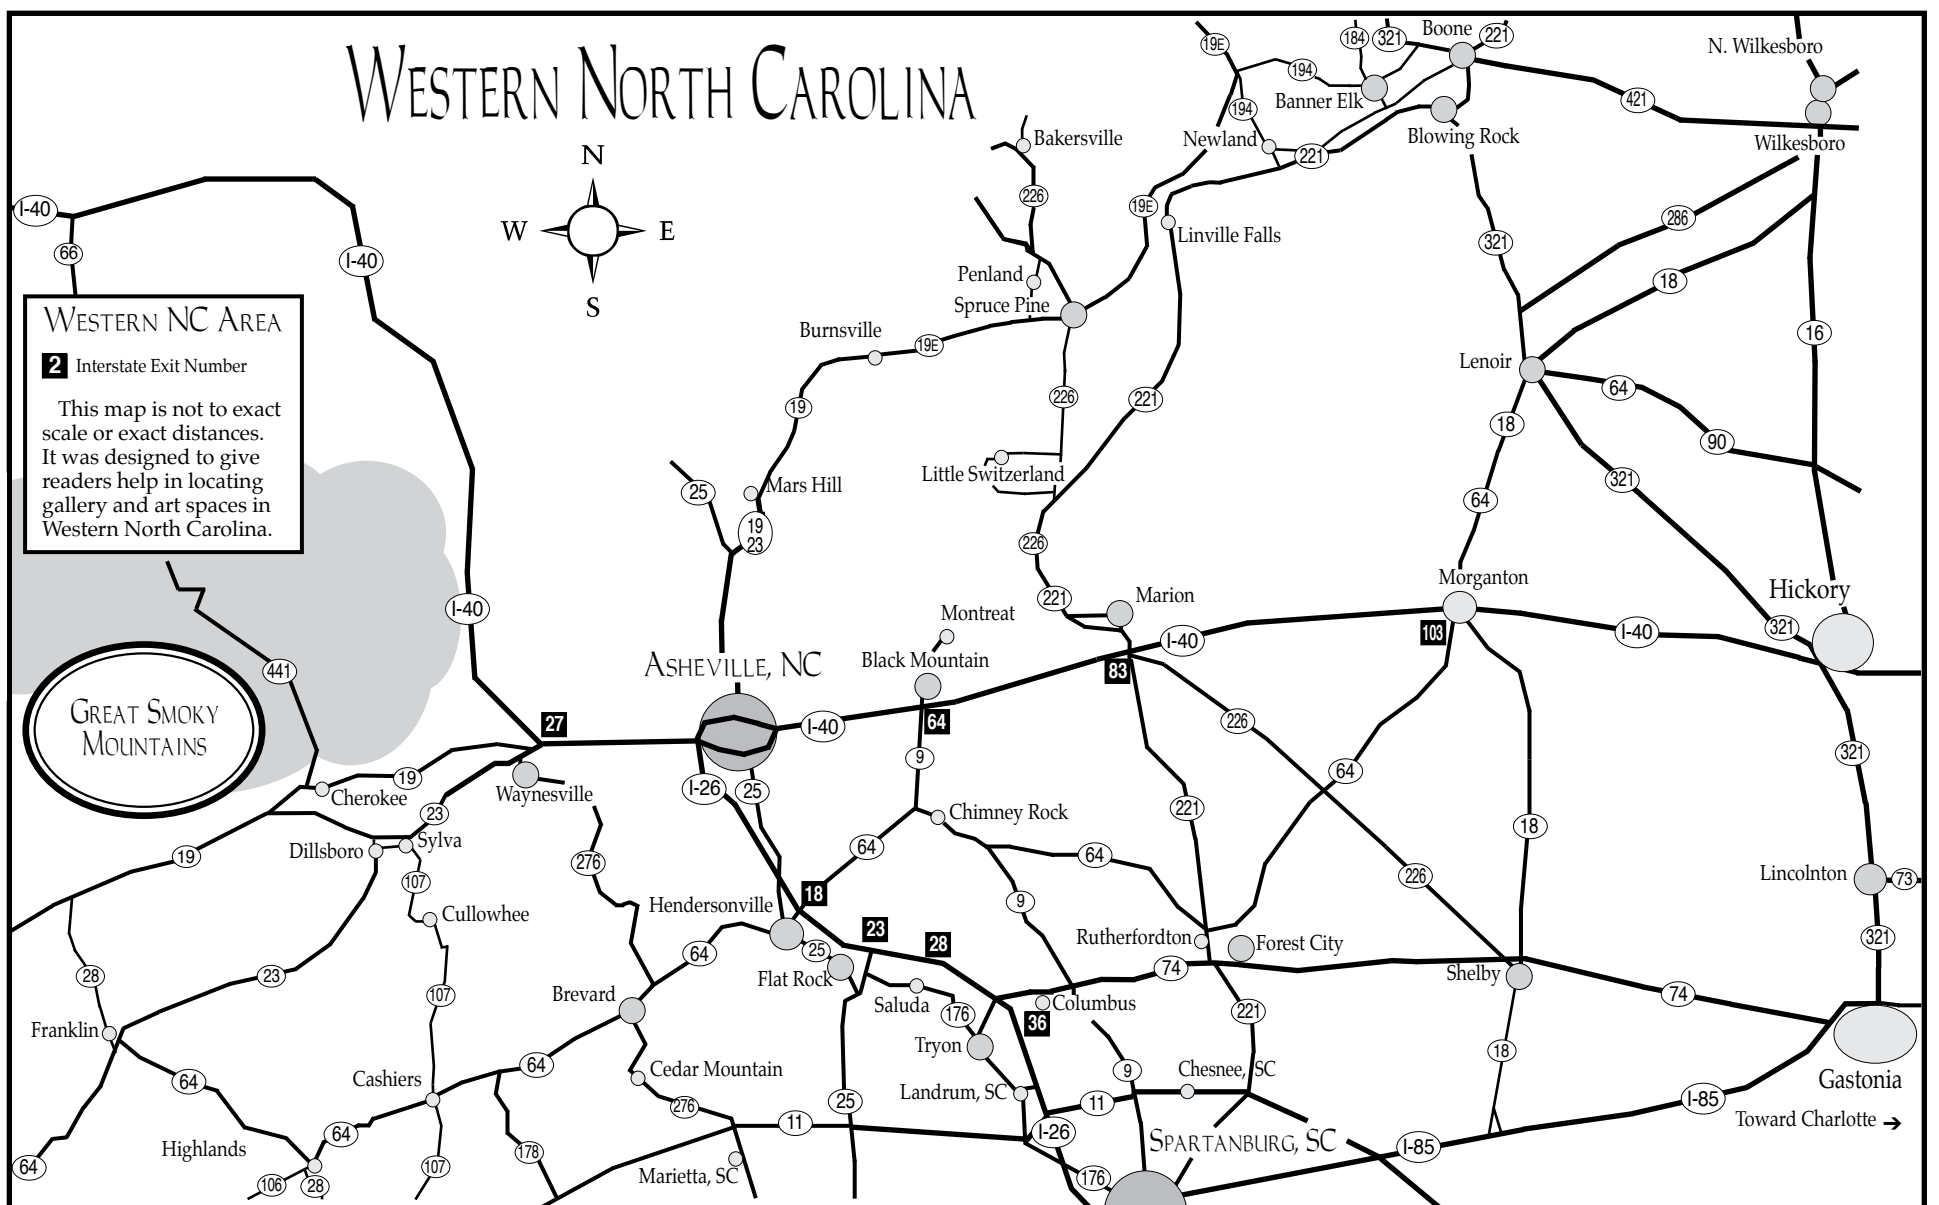 WESTERN NORTH CAROLINA
N
W
E
S
WESTERN NC AREA
2 Interstate Exit Number
This map is not to exact
scale or exact distances.
It was designed to give
readers help in locating
gallery and art spaces in
Western North Carolina.
GREAT SMOKY
MOUNTAINS
I-40
66
I-40
I-40
441
19E
184
321
Boone
221
194
Banner Elk
194
Newland
221
Blowing Rock
421
N. Wilkesboro
Wilkesboro
Bakersville
226
19E
Linville Falls
321
286
18
16
Penland
Spruce Pine
Burnsville
19E
19
226
221
Lenoir
64
18
90
321
Little Switzerland
25
Mars Hill
19
23
64
226
221
Marion
Morganton
Hickory
Montreat
Black Mountain
ASHEVILLE, NC
I-40
103
I-40
321
83
27
64
I-40
226
9
I-26
25
64
321
19
Cherokee
Waynesville
23
Chimney Rock
221
18
19
Dillsboro
Sylva
276
64
64
226
Lincolnton
73
107
Cullowhee
Hendersonville
18
9
23
28
Rutherfordton
Forest City
321
64
25
Flat Rock
74
Shelby
74
28
23
107
Brevard
Saluda
176
Columbus
36
221
Franklin
Tryon
18
Gastonia
64
Cashiers
64
Cedar Mountain
Landrum, SC
9
Chesnee, SC
276
25
11
I-85
Toward Charlotte ➔
11
I-26
SPARTANBURG, SC
I-85
Highlands
64
178
Marietta, SC
64
106
28
107
176